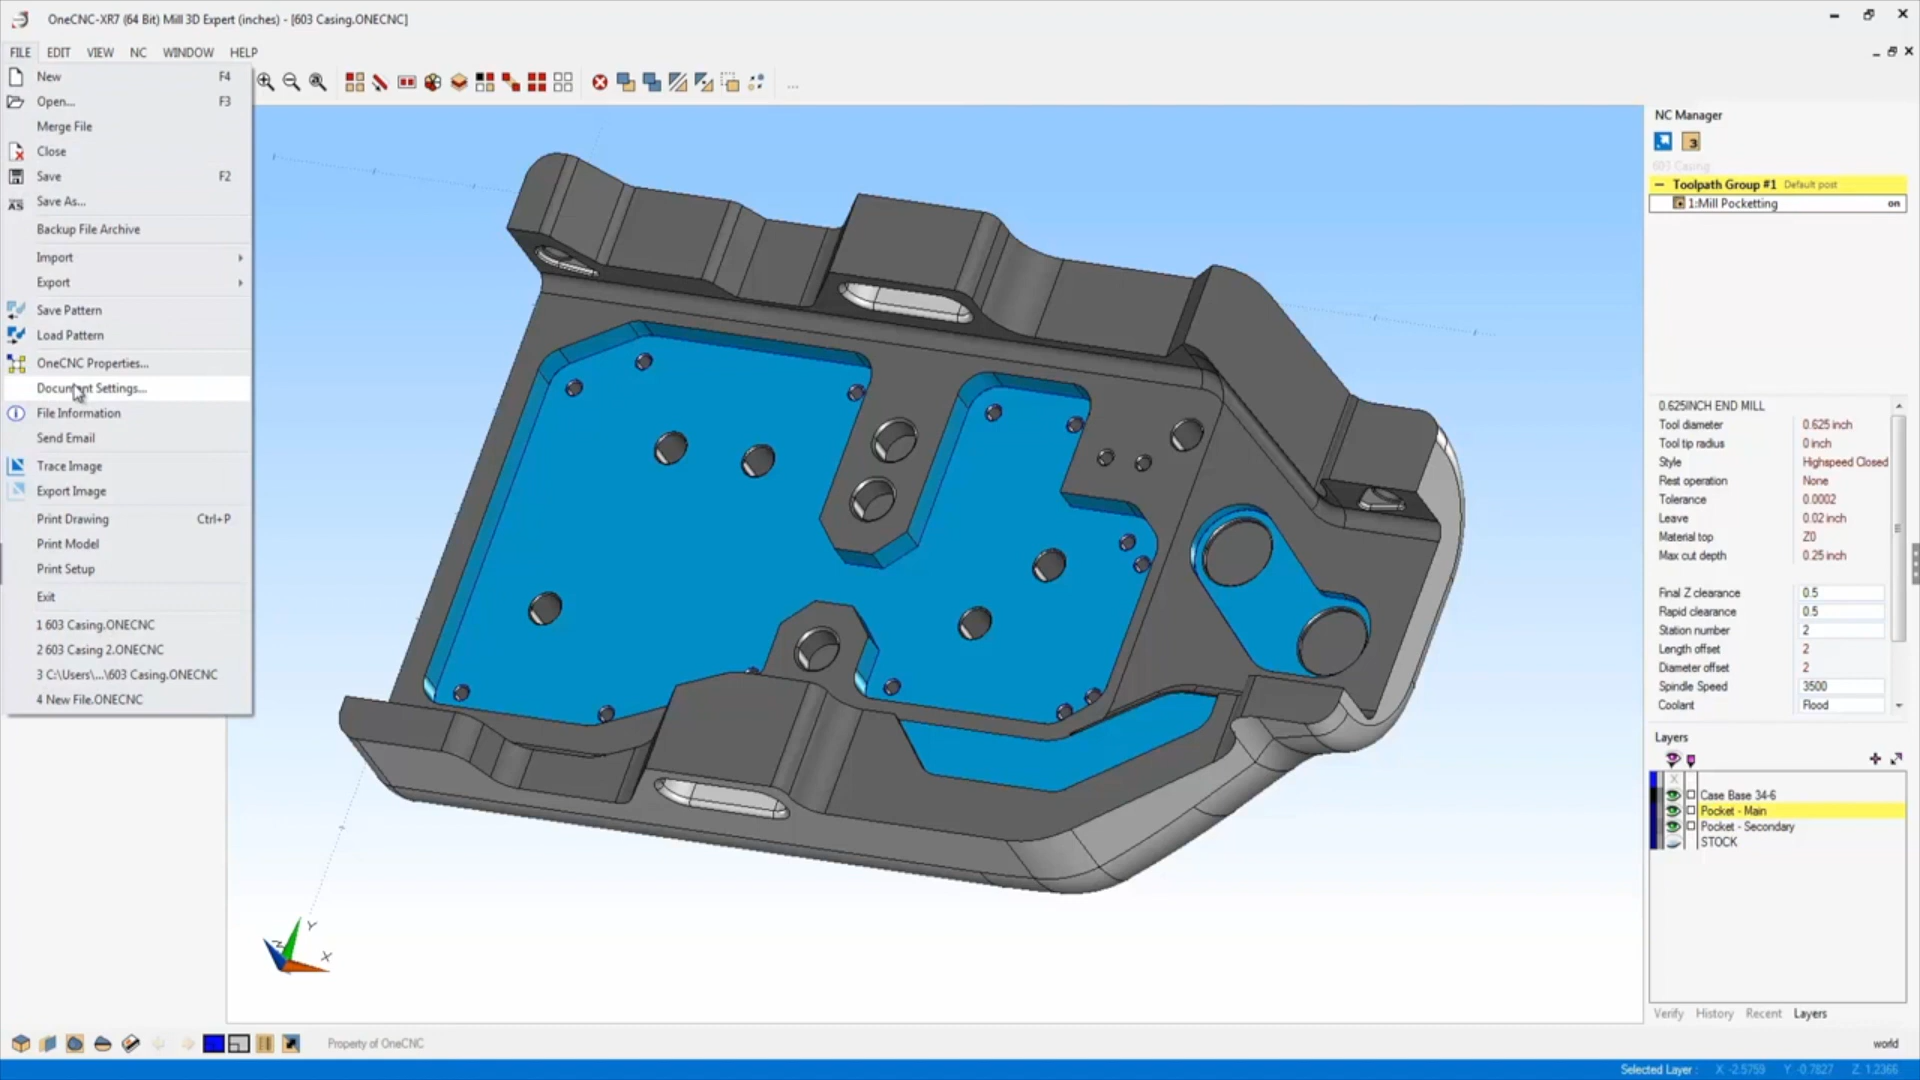 OneCNC-XR7 (64 Bit) Mill 3D Expert (inches) - [603 Casing.ONECNC]
FILE EDIT VIEW NC WINDOW HELP
New F4
Open... F3
Merge File
Close
Save F2
AS Save As...
Backup File Archive
Import
Export
Save Pattern
Load Pattern
OneCNC Properties...
Document Settings...
File Information
Send Email
Trace Image
Export Image
Print Drawing Ctrl+P
Print Model
Print Setup
Exit
1 603 Casing.ONECNC
2 603 Casing 2.ONECNC
3 C:\Users\...\603 Casing.ONECNC
4 New File.ONECNC
...
Z Y X
NC Manager
3
603 Casing
Toolpath Group #1 Default post
1:Mill Pocketting on
0.625INCH END MILL
Tool diameter 0.625 inch
Tool tip radius 0 inch
Style Highspeed Closed
Rest operation None
Tolerance 0.0002
Leave 0.02 inch
Material top Z0
Max cut depth 0.25 inch
Final Z clearance 0.5
Rapid clearance 0.5
Station number 2
Length offset 2
Diameter offset 2
Spindle Speed 3500
Coolant Flood
Layers
Case Base 34-6
Pocket - Main
Pocket - Secondary
STOCK
Verify History Recent Layers
Property of OneCNC
world
Selected Layer : X -2.5759 Y -0.7827 Z 1.2366